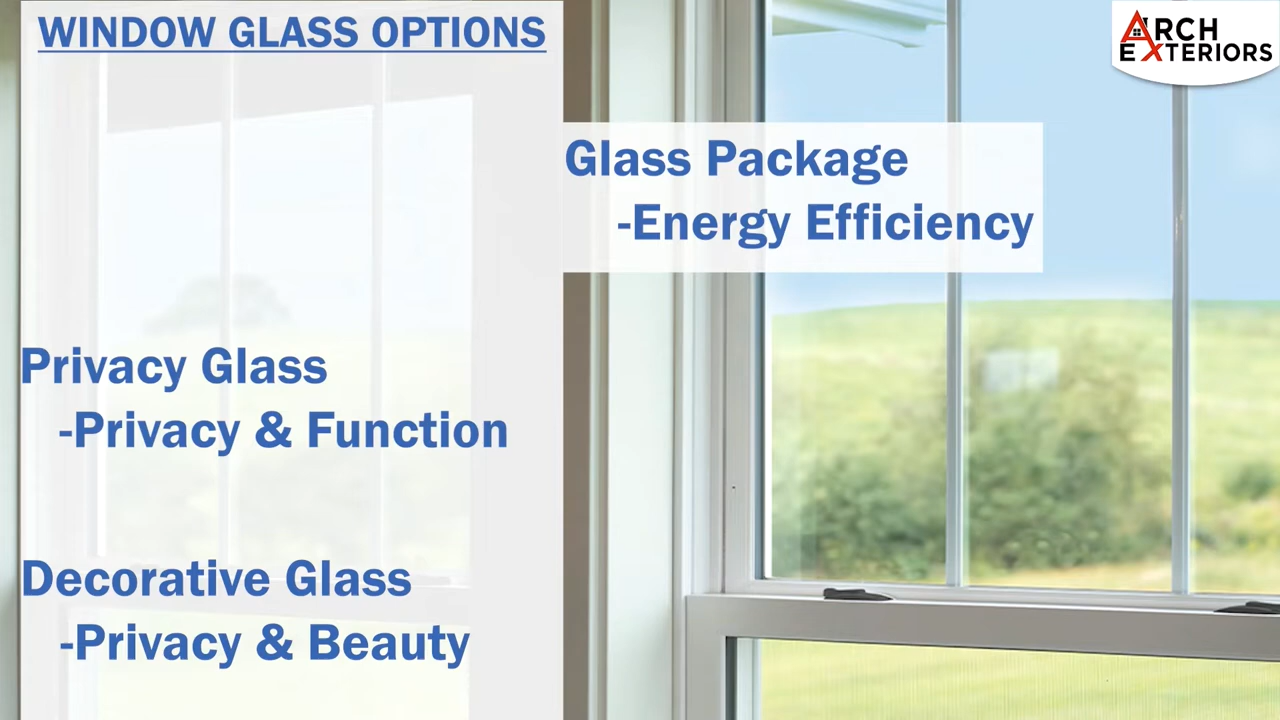 WINDOW GLASS OPTIONS
ARCH
EXTERIORS
Glass Package
-Energy Efficiency
Privacy Glass
-Privacy & Function
Decorative Glass
-Privacy & Beauty